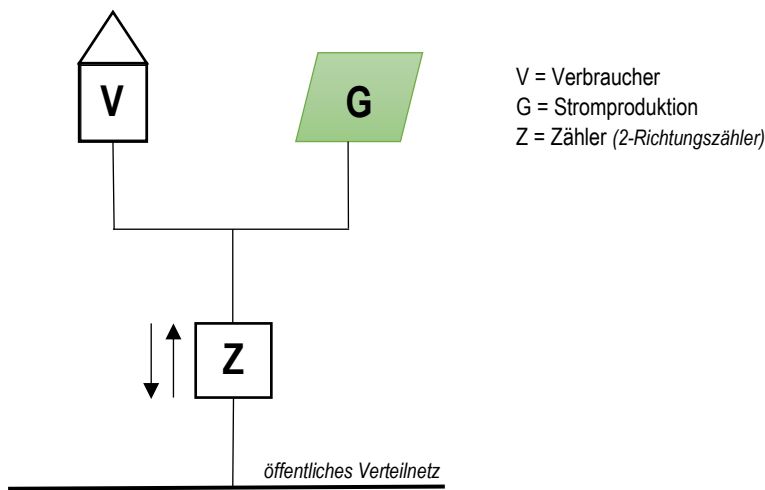 V
G
V = Verbraucher
G = Stromproduktion
Z = Zähler (2-Richtungszähler)
Z
öffentliches Verteilnetz